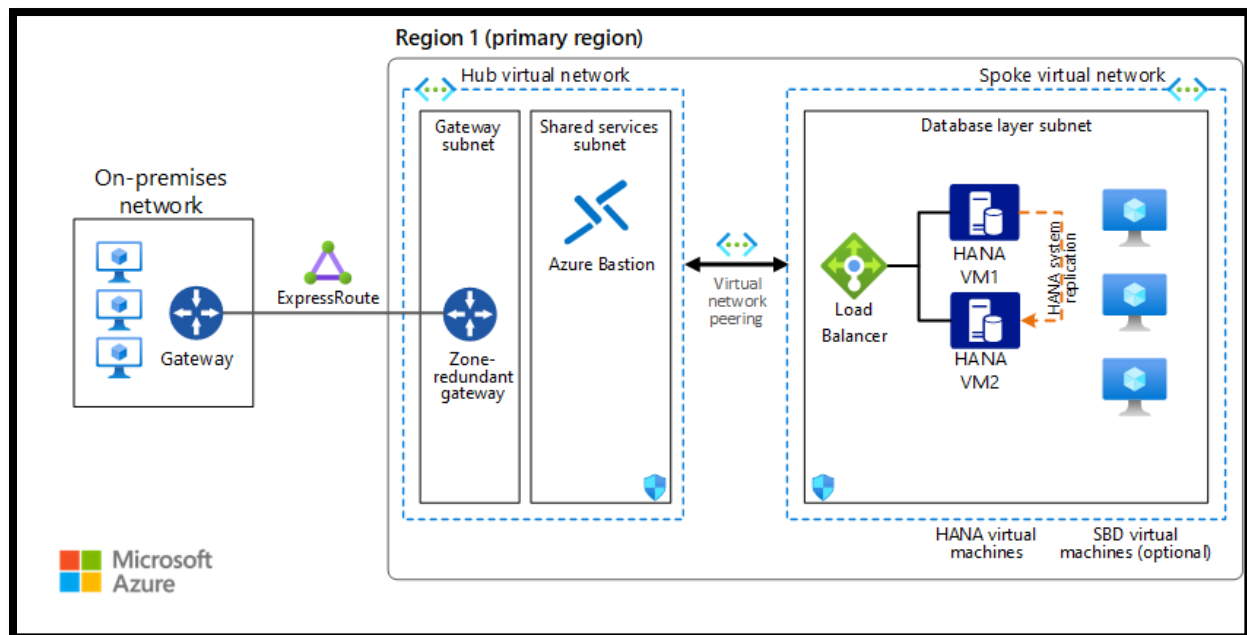 Region 1 (primary region)
Hub virtual network
Spoke virtual network
Gateway
subnet
Shared services
subnet
Database layer subnet
On-premises
network
ExpressRoute
Gateway
Zone-
redundant
gateway
Azure Bastion
Virtual
network
peering
Load
Balancer
HANA
VM1
HANA
VM2
HANA system
replication
HANA virtual
machines
SBD virtual
machines (optional)
Microsoft
Azure